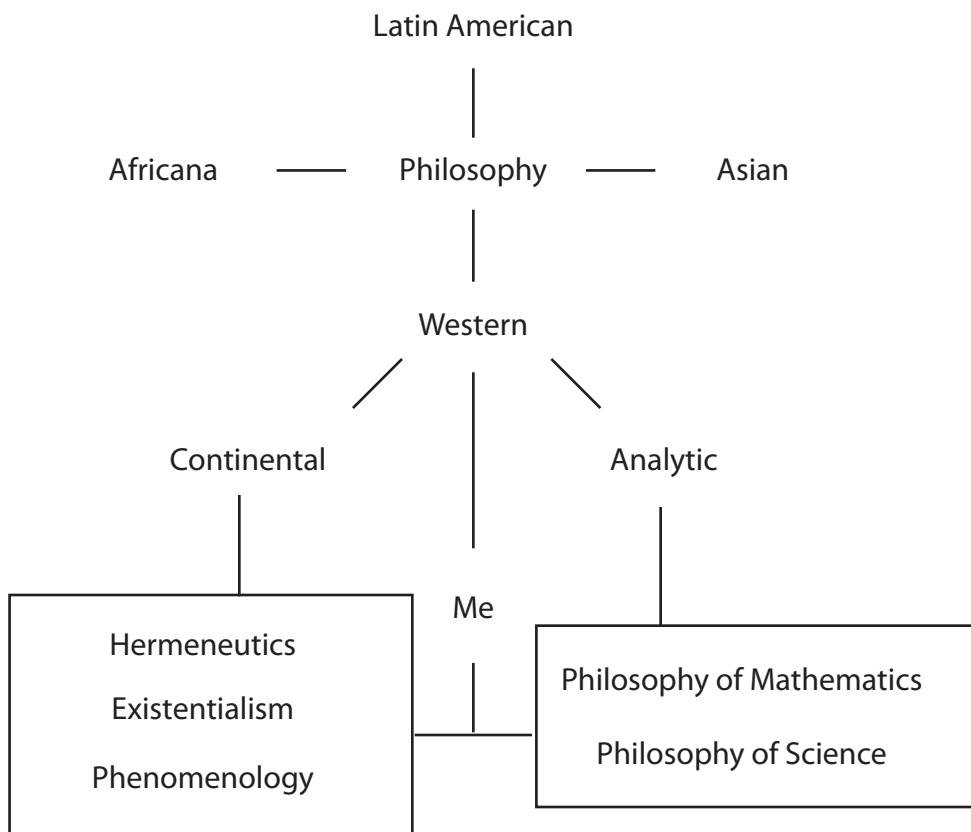 Latin American
Africana
Philosophy
Asian
Western
Continental
Analytic
Me
Hermeneutics
Existentialism
Phenomenology
Philosophy of Mathematics
Philosophy of Science